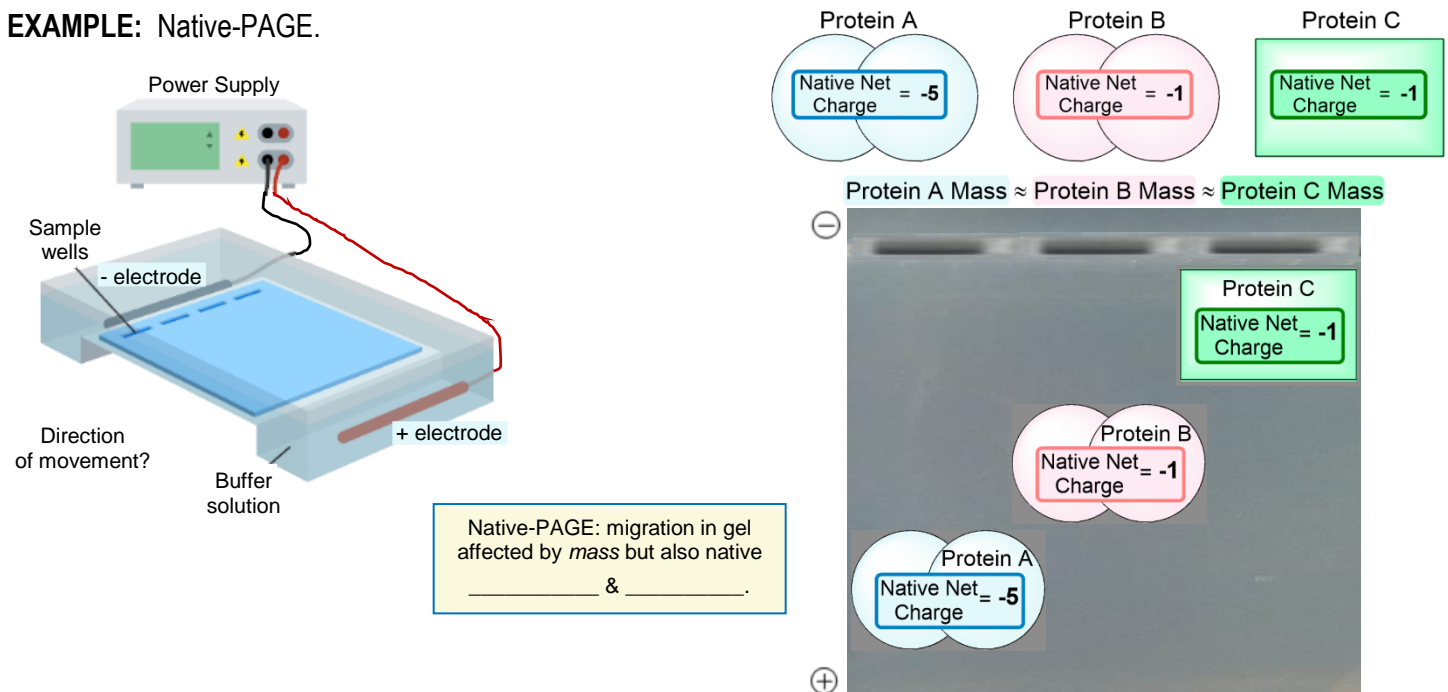 EXAMPLE: Native-PAGE.
Power Supply
Sample
wells
- electrode
+ electrode
Direction
of movement?
Buffer
solution
Native-PAGE: migration in gel
affected by mass but also native
____________ & ___________.
Protein A
Native Net
Charge = -5
Protein B
Native Net
Charge = -1
Protein C
Native Net
Charge = -1
Protein A Mass ≈ Protein B Mass ≈ Protein C Mass
−
Protein C
Native Net
Charge = -1
Protein B
Native Net
Charge = -1
Protein A
Native Net
Charge = -5
+